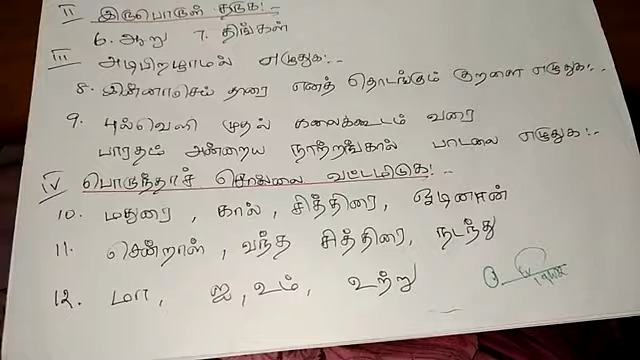 II இருபொருள் தருக:-
6. ஆறு 7. திங்கள்
III அடிபிறழாமல் எழுதுக:-
8. இன்னாசெய் தாரை எனத் தொடங்கும் குறளை எழுதுக:-
9. புல்வெளி முதல் கலைக்கூடம் வரை
பாரதம் அன்றைய நாற்றங்கால் பாடலை எழுதுக:-
IV பொருந்தாச் சொல்லை வட்டமிடுக:-
10. மதுரை, கால், சித்திரை, ஓடினான்
11. சென்றாள், வந்த சித்திரை, நடந்து
12. மா, ஐ, உம், உற்று